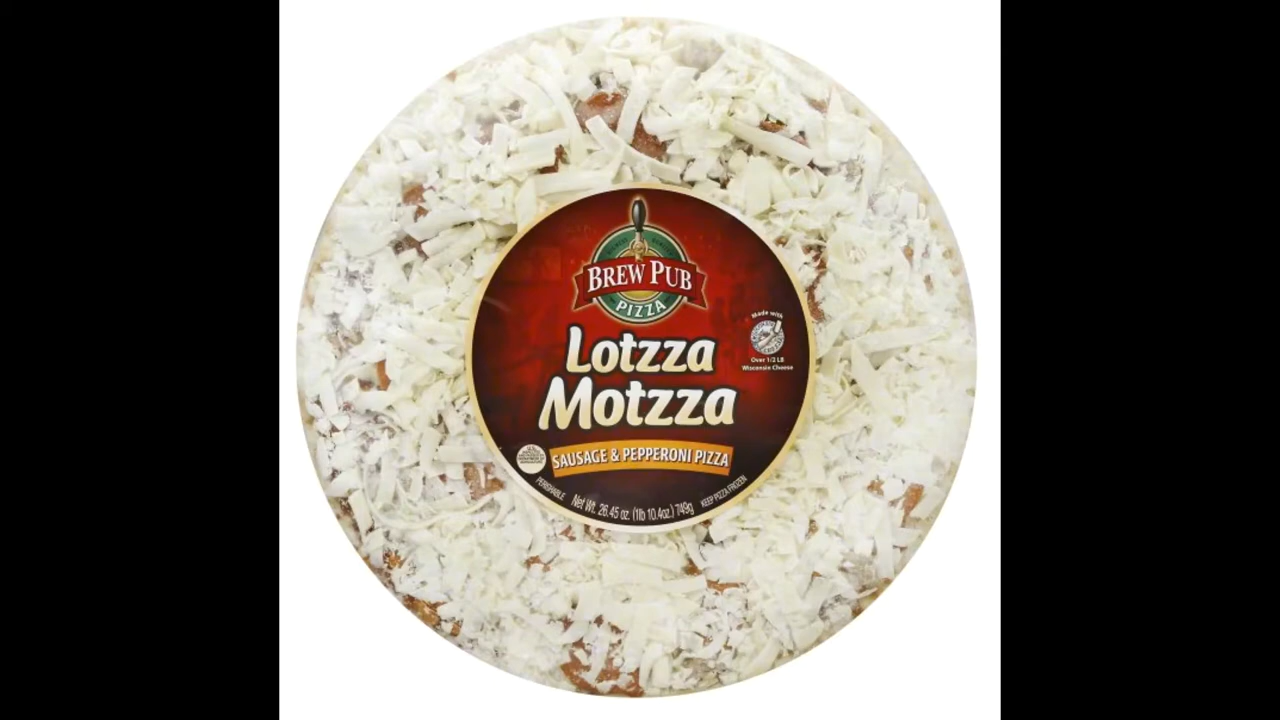 BREW PUB
PIZZA
Lotzza
Motzza
Made with
Over 1/2 LB
Wisconsin Cheese
SAUSAGE & PEPPERONI PIZZA
PERISHABLE
Net Wt. 26.45 oz. (1lb 10.4oz.) 749g
KEEP PIZZA FROZEN